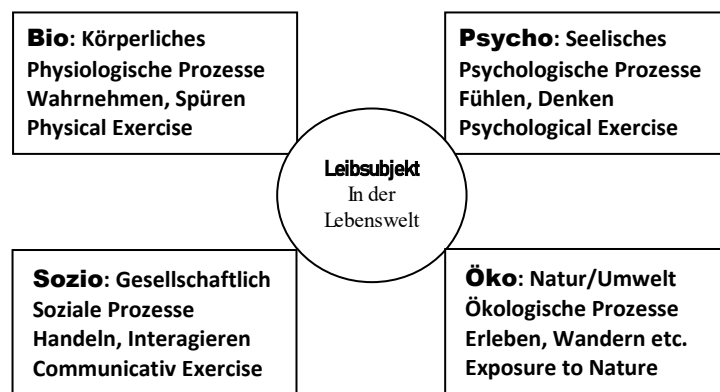 Bio: Körperliches
Physiologische Prozesse
Wahrnehmen, Spüren
Physical Exercise
Psycho: Seelisches
Psychologische Prozesse
Fühlen, Denken
Psychological Exercise
Leibsubjekt
In der
Lebenswelt
Sozio: Gesellschaftlich
Soziale Prozesse
Handeln, Interagieren
Communicativ Exercise
Öko: Natur/Umwelt
Ökologische Prozesse
Erleben, Wandern etc.
Exposure to Nature